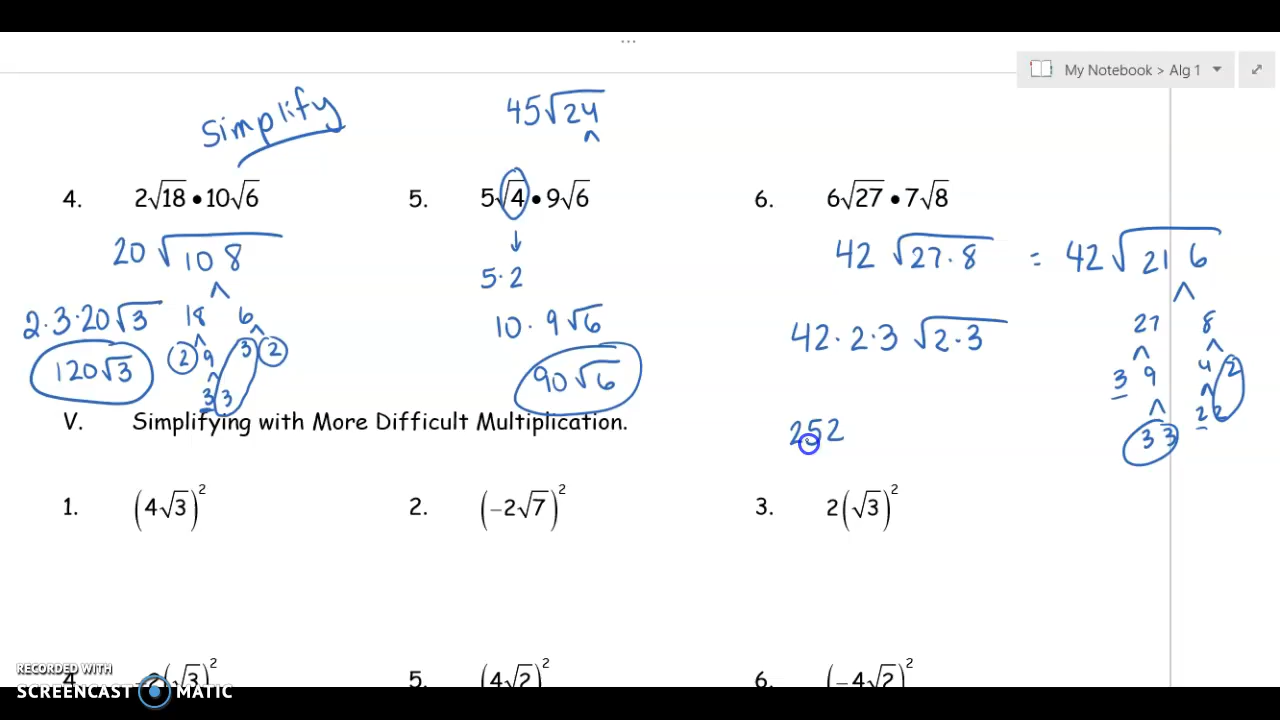 My Notebook > Alg 1
Simplify
45√24
4. 2√18 • 10√6
20 √108
18 6
2 9 3 2
3 3
2·3·20√3
120√3
5. 5√4 • 9√6
↓
5·2
10·9√6
90√6
6. 6√27 • 7√8
42 √27·8 = 42 √216
27 8
3 9 4 2
3 3 2 2
42·2·3 √2·3
252
V. Simplifying with More Difficult Multiplication.
1. (4√3)²
2. (-2√7)²
3. 2(√3)²
4. (√3)²
5. (4√2)²
6. (-4√2)²
RECORDED WITH
SCREENCAST MATIC